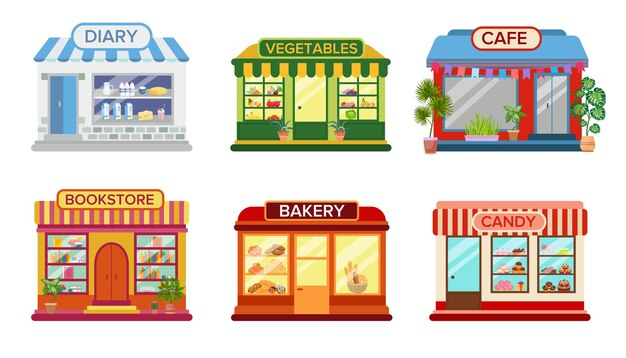 DIARY
VEGETABLES
CAFE
BOOKSTORE
BAKERY
CANDY